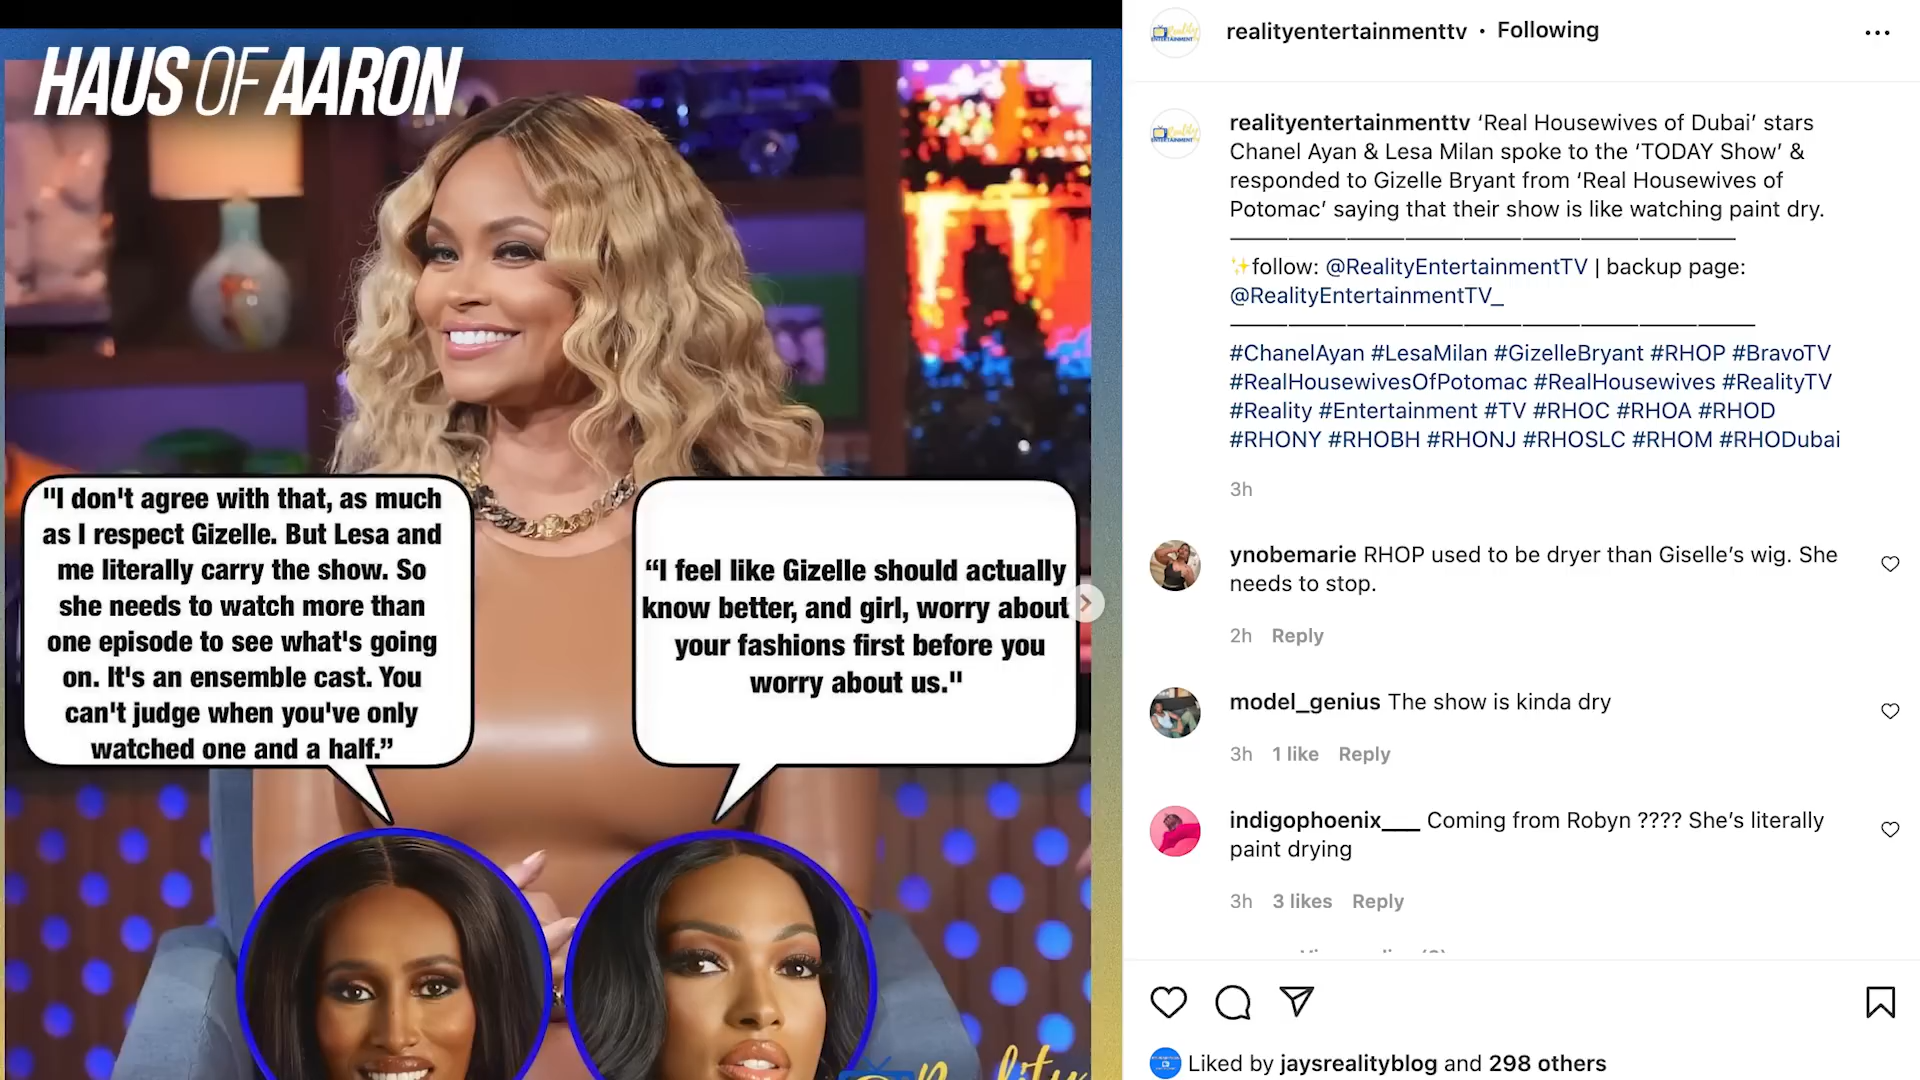 HAUS OF AARON
"I don't agree with that, as much
as I respect Gizelle. But Lesa and
me literally carry the show. So
she needs to watch more than
one episode to see what's going
on. It's an ensemble cast. You
can't judge when you've only
watched one and a half.”
“I feel like Gizelle should actually
know better, and girl, worry about
your fashions first before you
worry about us."
Reality
realityentertainmenttv • Following
realityentertainmenttv ‘Real Housewives of Dubai’ stars
Chanel Ayan & Lesa Milan spoke to the ‘TODAY Show’ &
responded to Gizelle Bryant from ‘Real Housewives of
Potomac’ saying that their show is like watching paint dry.
✨follow: @RealityEntertainmentTV | backup page:
@RealityEntertainmentTV_
#ChanelAyan #LesaMilan #GizelleBryant #RHOP #BravoTV
#RealHousewivesOfPotomac #RealHousewives #RealityTV
#Reality #Entertainment #TV #RHOC #RHOA #RHOD
#RHONY #RHOBH #RHONJ #RHOSLC #RHOM #RHODubai
3h
ynobemarie RHOP used to be dryer than Giselle’s wig. She
needs to stop.
2h Reply
model_genius The show is kinda dry
3h 1 like Reply
indigophoenix___ Coming from Robyn ???? She’s literally
paint drying
3h 3 likes Reply
Liked by jaysrealityblog and 298 others